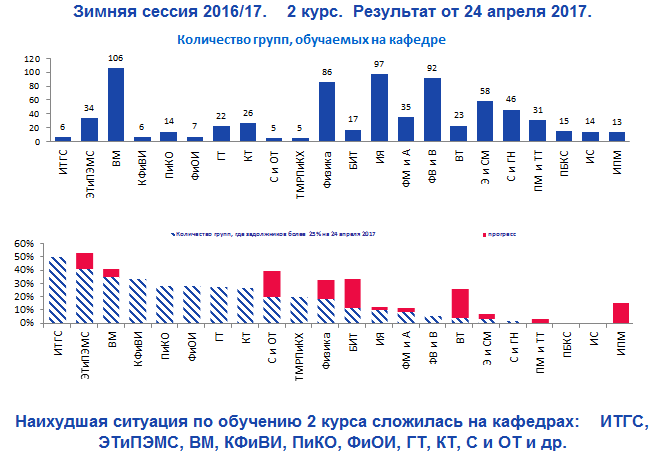 Зимняя сессия 2016/17. 2 курс. Результат от 24 апреля 2017.
Количество групп, обучаемых на кафедре
120
100
80
60
40
20
0
6 34 106 6 14 7 22 26 5 5 86 17 97 35 92 23 58 46 31 15 14 13
ИТГС ЭТиПЭМС ВМ КФиВИ ПиКО ФиОИ ГТ КТ С и ОТ ТМРПиКХ Физика БИТ ИЯ ФМ и А ФВ и В ВТ Э и СМ С и ГН ПМ и ТТ ПБКС ИС ИПМ
Количество групп, где задолжников более 25% на 24 апреля 2017 прогресс
60%
50%
40%
30%
20%
10%
0%
ИТГС ЭТиПЭМС ВМ КФиВИ ПиКО ФиОИ ГТ КТ С и ОТ ТМРПиКХ Физика БИТ ИЯ ФМ и А ФВ и В ВТ Э и СМ С и ГН ПМ и ТТ ПБКС ИС ИПМ
Наихудшая ситуация по обучению 2 курса сложилась на кафедрах: ИТГС,
ЭТиПЭМС, ВМ, КФиВИ, ПиКО, ФиОИ, ГТ, КТ, С и ОТ и др.